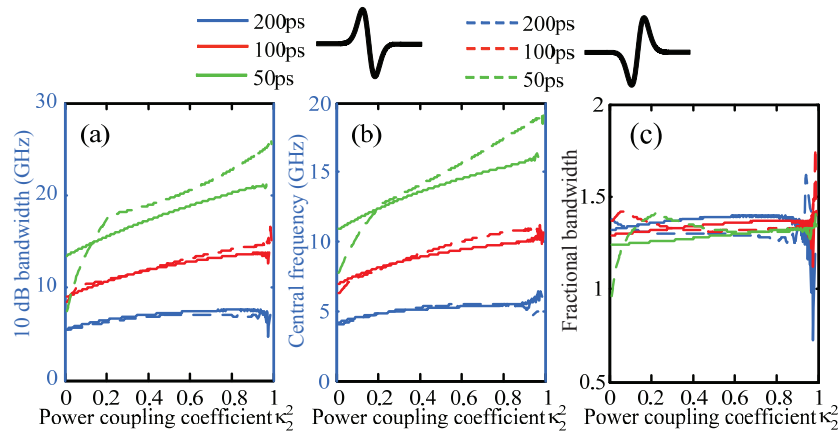 200ps
100ps
50ps
200ps
100ps
50ps
(a)
10 dB bandwidth (GHz)
30
20
10
0
0 0.2 0.4 0.6 0.8 1
Power coupling coefficient κ₂²
(b)
Central frequency (GHz)
20
15
10
5
0
0 0.2 0.4 0.6 0.8 1
Power coupling coefficient κ₂²
(c)
Fractional bandwidth
2
1.5
1
0.5
0 0.2 0.4 0.6 0.8 1
Power coupling coefficient κ₂²